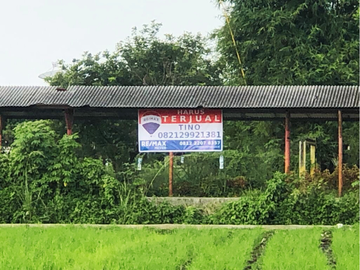 HARUS
TERJUAL
TINO
082129921381
RE/MAX